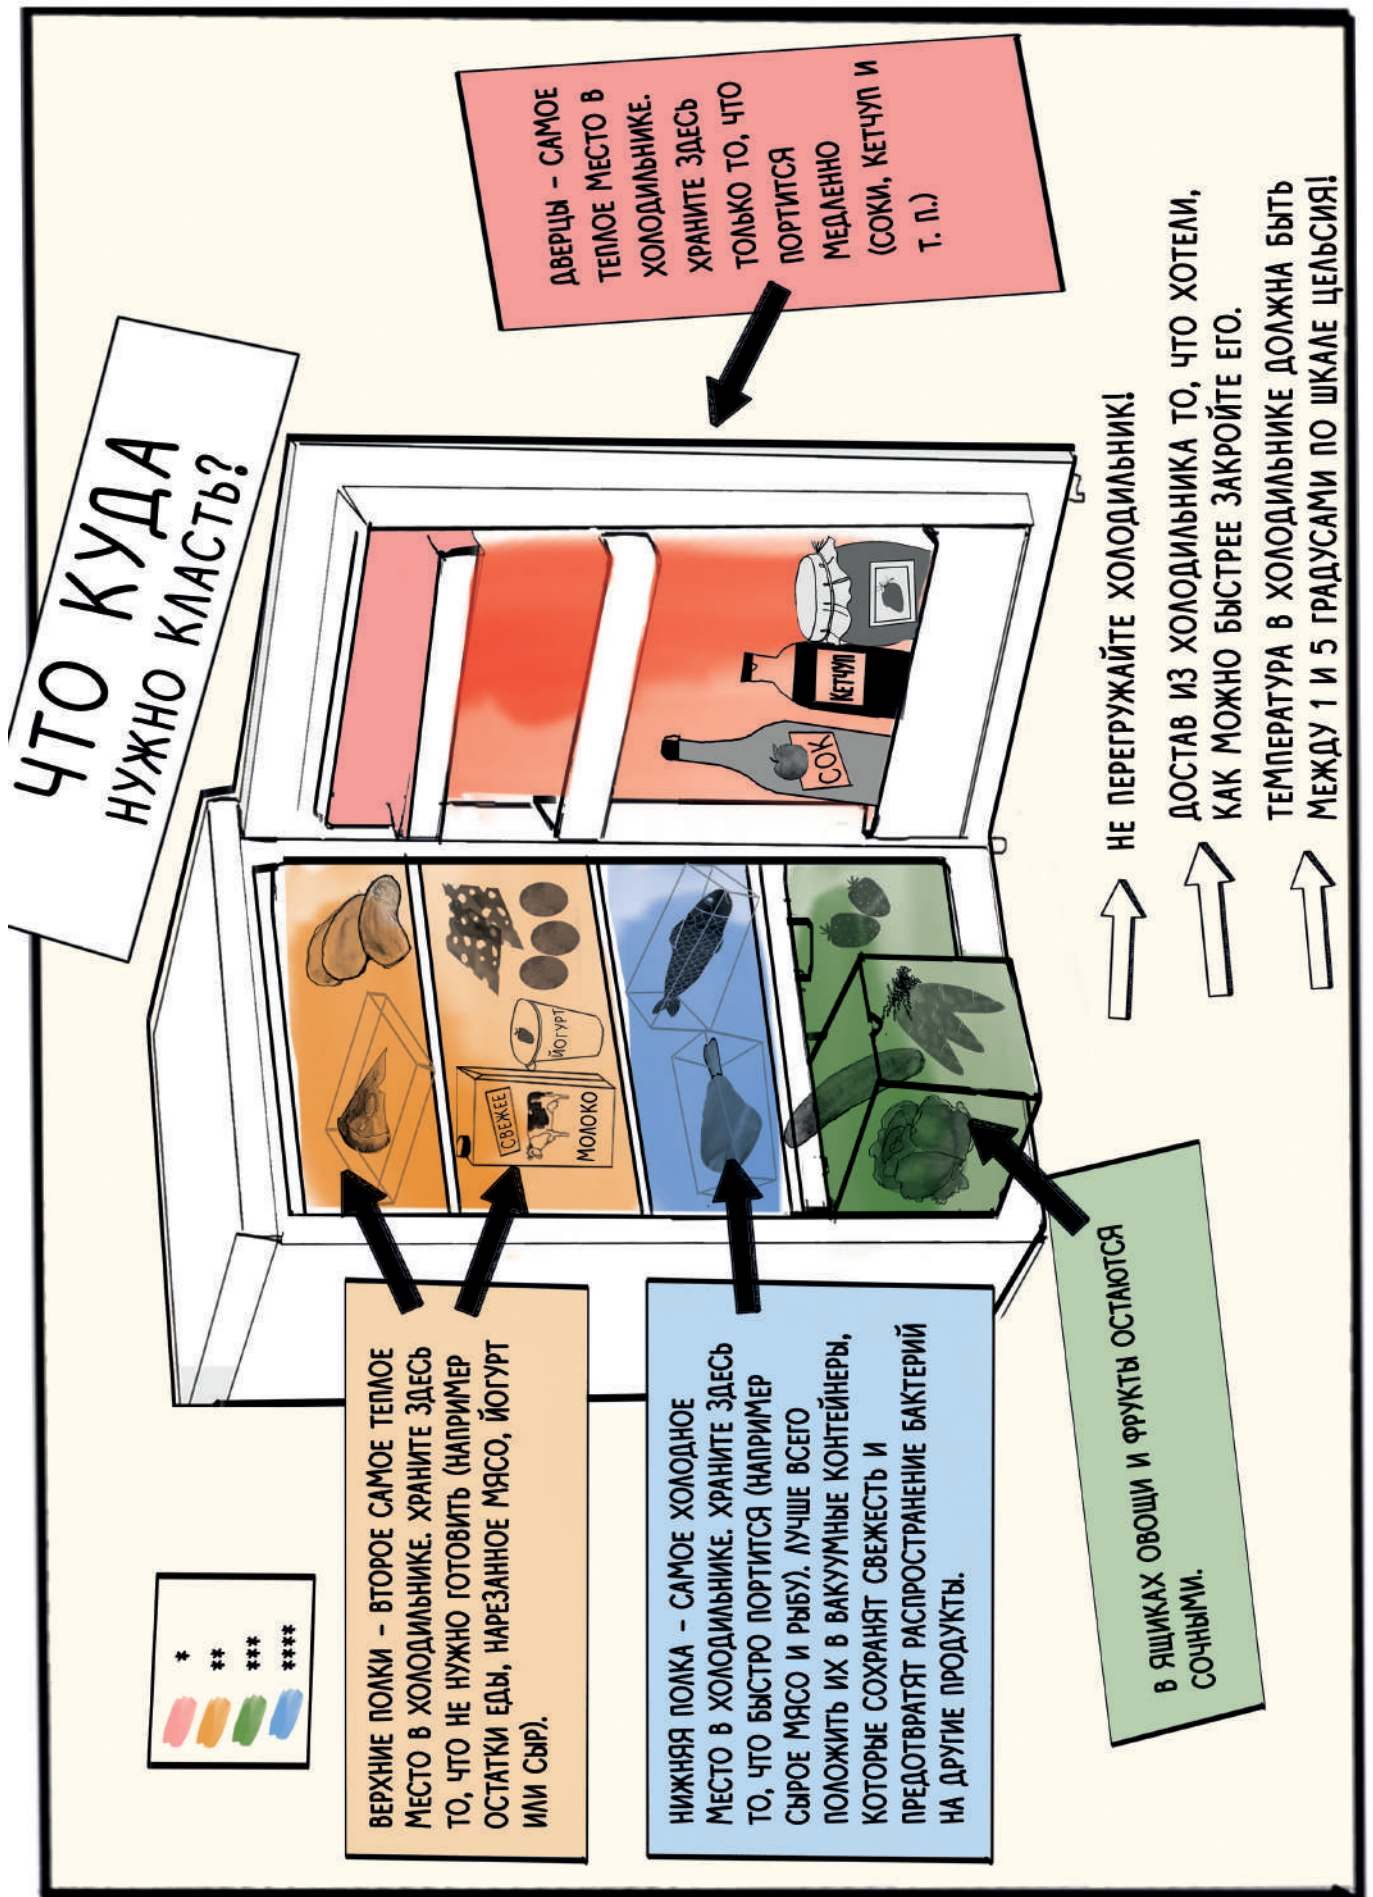 ЧТО КУДА
НУЖНО КЛАСТЬ?
*
**
***
****
ВЕРХНИЕ ПОЛКИ – ВТОРОЕ САМОЕ ТЕПЛОЕ
МЕСТО В ХОЛОДИЛЬНИКЕ. ХРАНИТЕ ЗДЕСЬ
ТО, ЧТО НЕ НУЖНО ГОТОВИТЬ (НАПРИМЕР
ОСТАТКИ ЕДЫ, НАРЕЗАННОЕ МЯСО, ЙОГУРТ
ИЛИ СЫР).
НИЖНЯЯ ПОЛКА – САМОЕ ХОЛОДНОЕ
МЕСТО В ХОЛОДИЛЬНИКЕ. ХРАНИТЕ ЗДЕСЬ
ТО, ЧТО БЫСТРО ПОРТИТСЯ (НАПРИМЕР
СЫРОЕ МЯСО И РЫБУ). ЛУЧШЕ ВСЕГО
ПОЛОЖИТЬ ИХ В ВАКУУМНЫЕ КОНТЕЙНЕРЫ,
КОТОРЫЕ СОХРАНЯТ СВЕЖЕСТЬ И
ПРЕДОТВРАТЯТ РАСПРОСТРАНЕНИЕ БАКТЕРИЙ
НА ДРУГИЕ ПРОДУКТЫ.
В ЯЩИКАХ ОВОЩИ И ФРУКТЫ ОСТАЮТСЯ
СОЧНЫМИ.
СВЕЖЕЕ
МОЛОКО
ЙОГУРТ
СОК
КЕТЧУП
ДВЕРЦЫ – САМОЕ
ТЕПЛОЕ МЕСТО В
ХОЛОДИЛЬНИКЕ.
ХРАНИТЕ ЗДЕСЬ
ТОЛЬКО ТО, ЧТО
ПОРТИТСЯ
МЕДЛЕННО
(СОКИ, КЕТЧУП И
Т. П.)
НЕ ПЕРЕГРУЖАЙТЕ ХОЛОДИЛЬНИК!
ДОСТАВ ИЗ ХОЛОДИЛЬНИКА ТО, ЧТО ХОТЕЛИ,
КАК МОЖНО БЫСТРЕЕ ЗАКРОЙТЕ ЕГО.
ТЕМПЕРАТУРА В ХОЛОДИЛЬНИКЕ ДОЛЖНА БЫТЬ
МЕЖДУ 1 И 5 ГРАДУСАМИ ПО ШКАЛЕ ЦЕЛЬСИЯ!